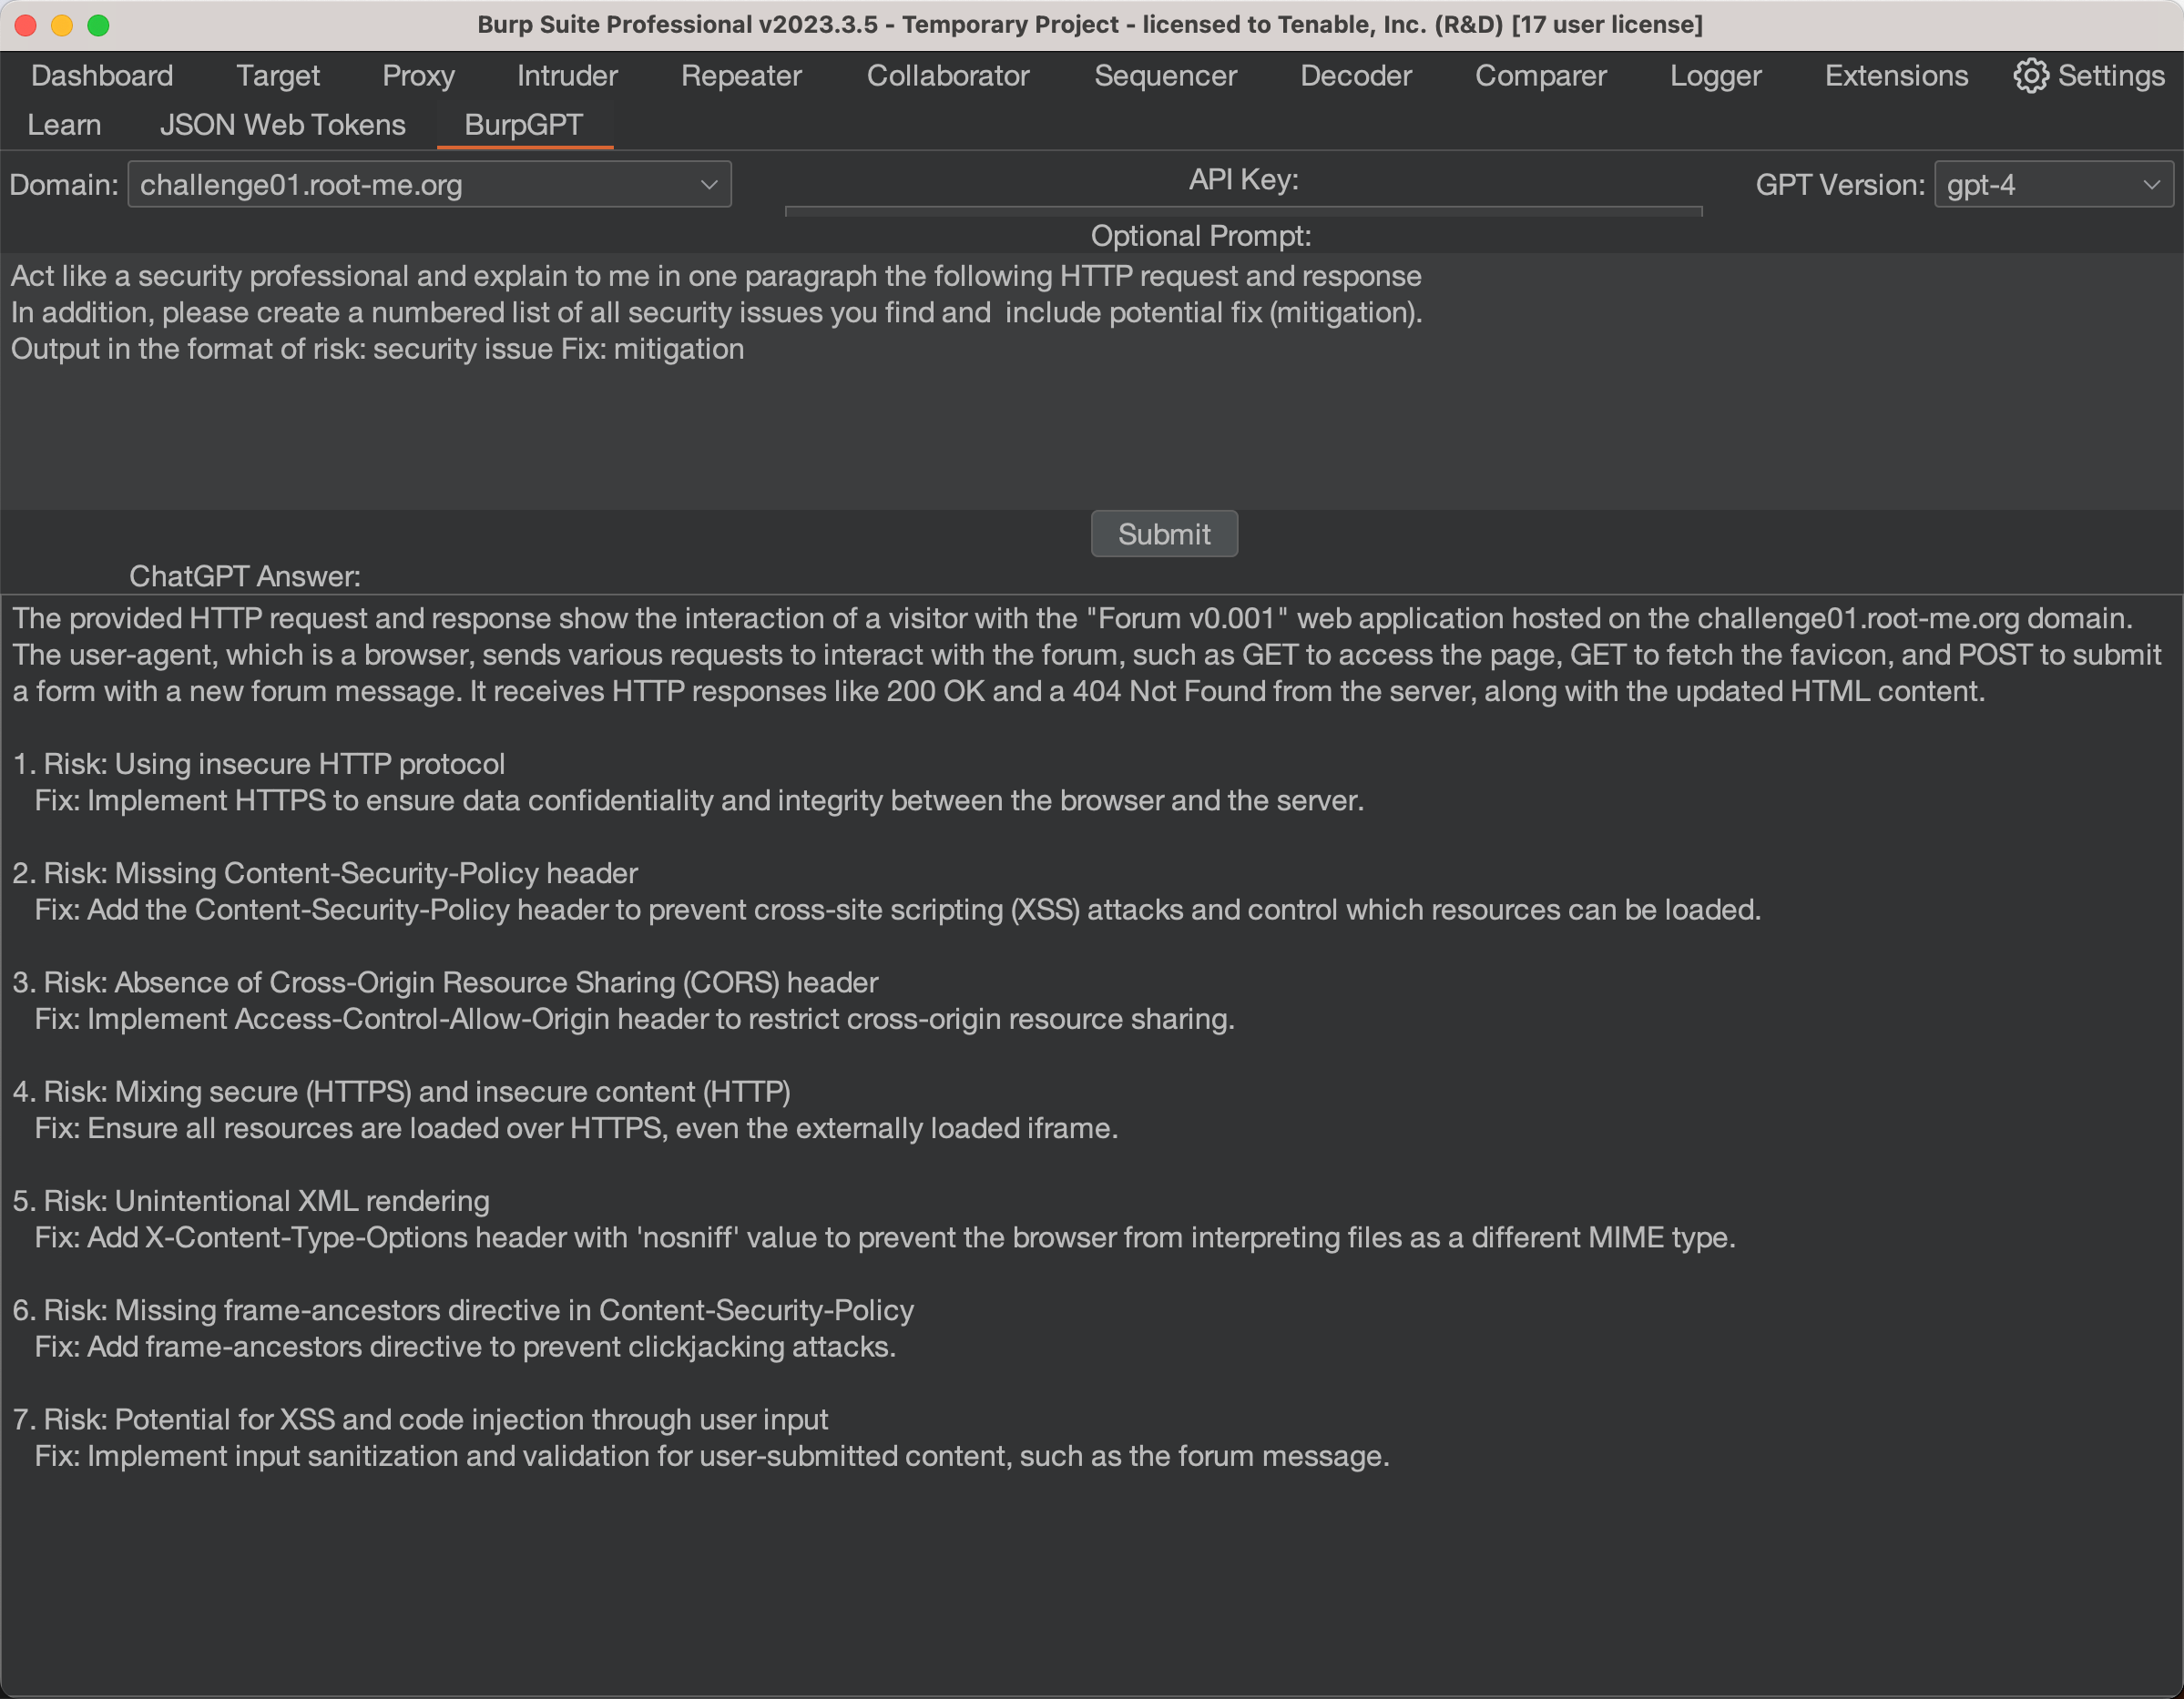 Burp Suite Professional v2023.3.5 - Temporary Project - licensed to Tenable, Inc. (R&D) [17 user license]
Dashboard Target Proxy Intruder Repeater Collaborator Sequencer Decoder Comparer Logger Extensions Settings
Learn JSON Web Tokens BurpGPT
Domain: challenge01.root-me.org API Key: GPT Version: gpt-4
Optional Prompt:
Act like a security professional and explain to me in one paragraph the following HTTP request and response
In addition, please create a numbered list of all security issues you find and  include potential fix (mitigation).
Output in the format of risk: security issue Fix: mitigation
Submit
ChatGPT Answer:
The provided HTTP request and response show the interaction of a visitor with the "Forum v0.001" web application hosted on the challenge01.root-me.org domain.
The user-agent, which is a browser, sends various requests to interact with the forum, such as GET to access the page, GET to fetch the favicon, and POST to submit
a form with a new forum message. It receives HTTP responses like 200 OK and a 404 Not Found from the server, along with the updated HTML content.
1. Risk: Using insecure HTTP protocol
Fix: Implement HTTPS to ensure data confidentiality and integrity between the browser and the server.
2. Risk: Missing Content-Security-Policy header
Fix: Add the Content-Security-Policy header to prevent cross-site scripting (XSS) attacks and control which resources can be loaded.
3. Risk: Absence of Cross-Origin Resource Sharing (CORS) header
Fix: Implement Access-Control-Allow-Origin header to restrict cross-origin resource sharing.
4. Risk: Mixing secure (HTTPS) and insecure content (HTTP)
Fix: Ensure all resources are loaded over HTTPS, even the externally loaded iframe.
5. Risk: Unintentional XML rendering
Fix: Add X-Content-Type-Options header with 'nosniff' value to prevent the browser from interpreting files as a different MIME type.
6. Risk: Missing frame-ancestors directive in Content-Security-Policy
Fix: Add frame-ancestors directive to prevent clickjacking attacks.
7. Risk: Potential for XSS and code injection through user input
Fix: Implement input sanitization and validation for user-submitted content, such as the forum message.